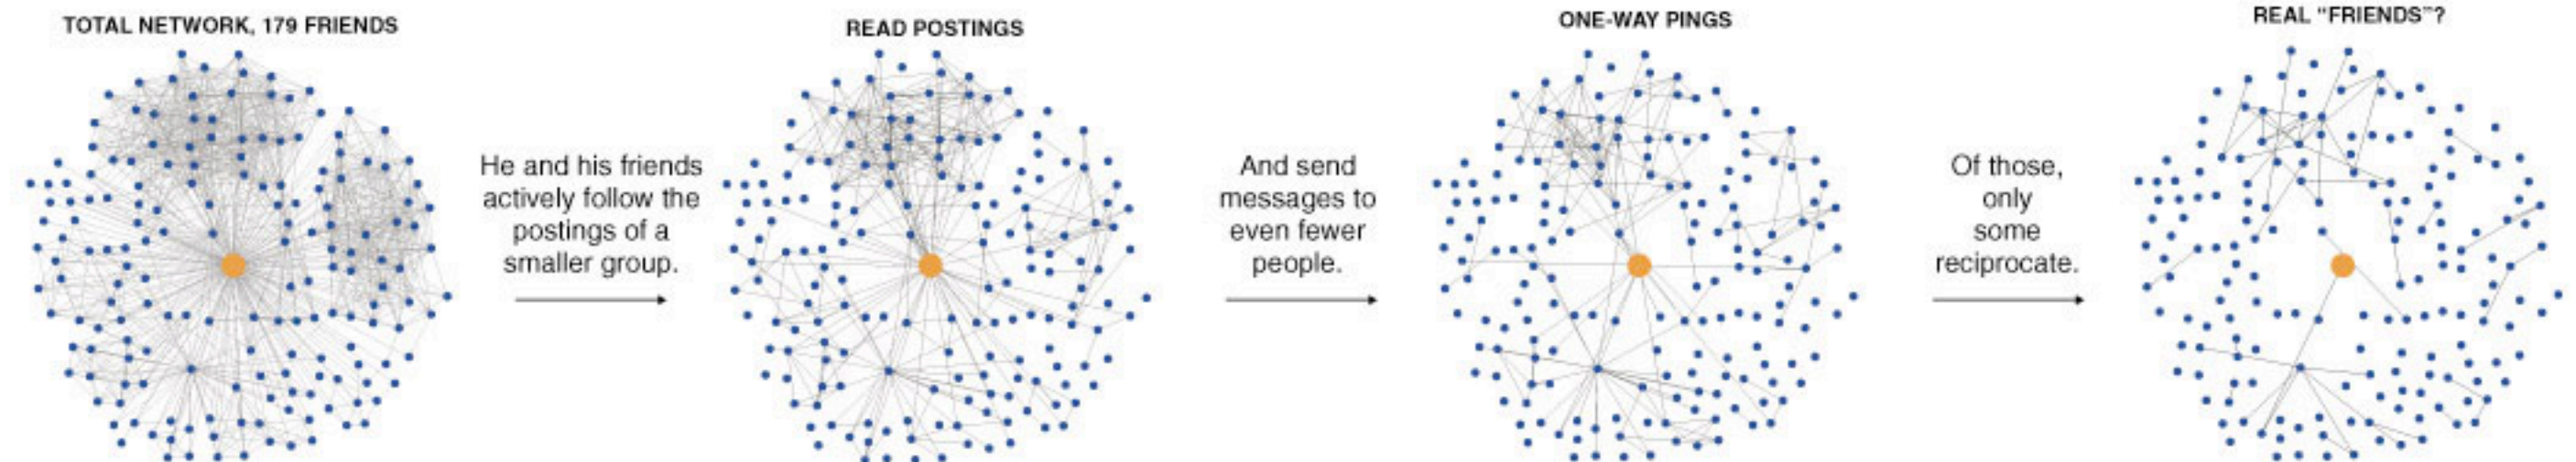 TOTAL NETWORK, 179 FRIENDS
He and his friends
actively follow the
postings of a
smaller group.
READ POSTINGS
And send
messages to
even fewer
people.
ONE-WAY PINGS
Of those,
only
some
reciprocate.
REAL “FRIENDS”?